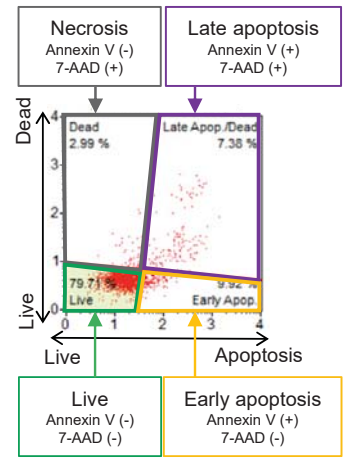 Necrosis
Annexin V (-)
7-AAD (+)
Late apoptosis
Annexin V (+)
7-AAD (+)
Dead
Live
4
3
2
1
0
Dead
2.99 %
Late Apop./Dead
7.38 %
79.71 %
Live
9.92 %
Early Apop.
0 1 2 3 4
Live
Apoptosis
Live
Annexin V (-)
7-AAD (-)
Early apoptosis
Annexin V (+)
7-AAD (-)